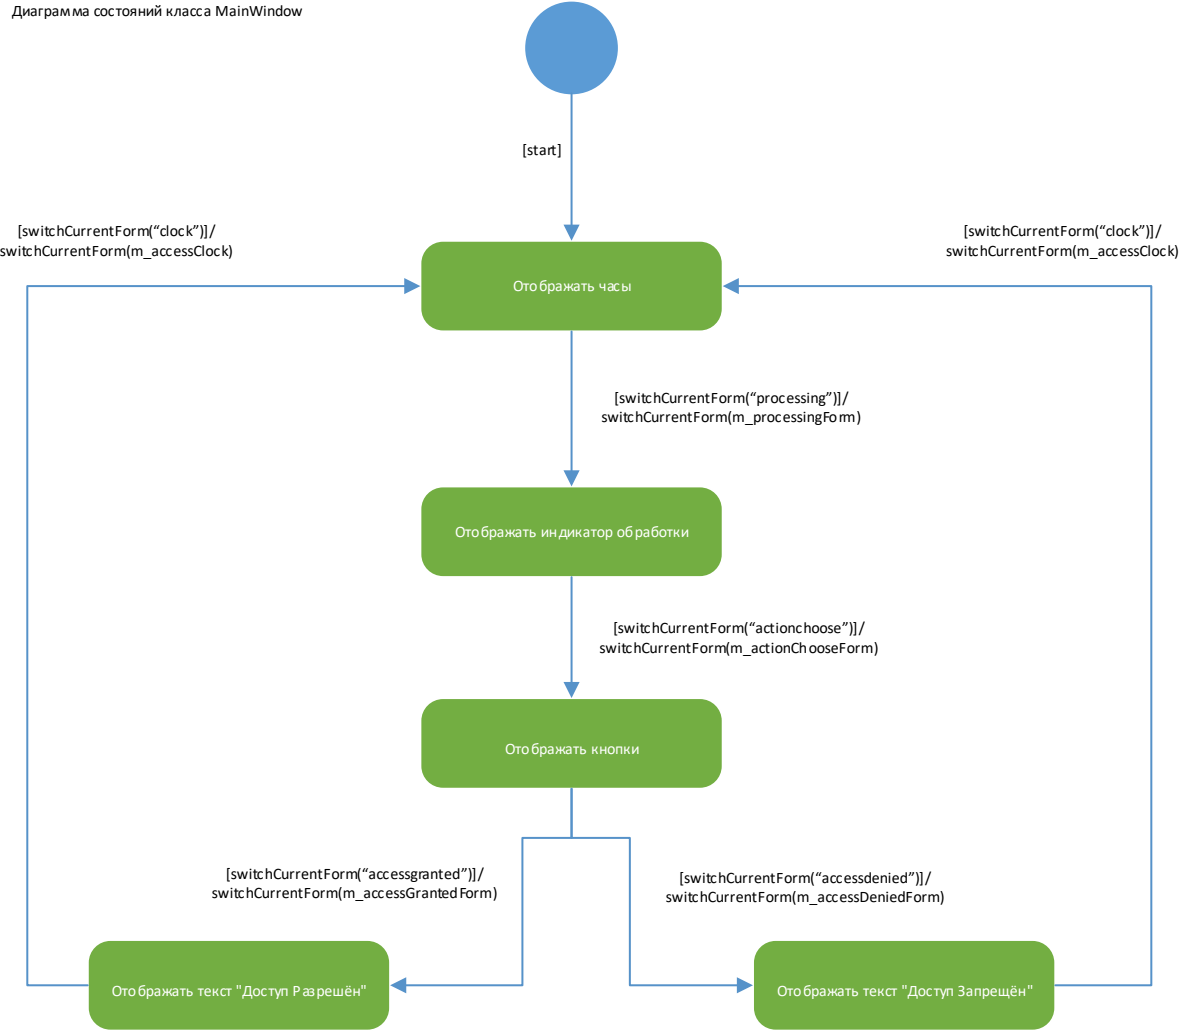 Диаграмма состояний класса MainWindow
[start]
[switchCurrentForm(“clock”)]/
switchCurrentForm(m_accessClock)
[switchCurrentForm(“clock”)]/
switchCurrentForm(m_accessClock)
Отображать часы
[switchCurrentForm(“processing”)]/
switchCurrentForm(m_processingForm)
Отображать индикатор обработки
[switchCurrentForm(“actionchoose”)]/
switchCurrentForm(m_actionChooseForm)
Отображать кнопки
[switchCurrentForm(“accessgranted”)]/
switchCurrentForm(m_accessGrantedForm)
[switchCurrentForm(“accessdenied”)]/
switchCurrentForm(m_accessDeniedForm)
Отображать текст "Доступ Разрешён"
Отображать текст "Доступ Запрещён"